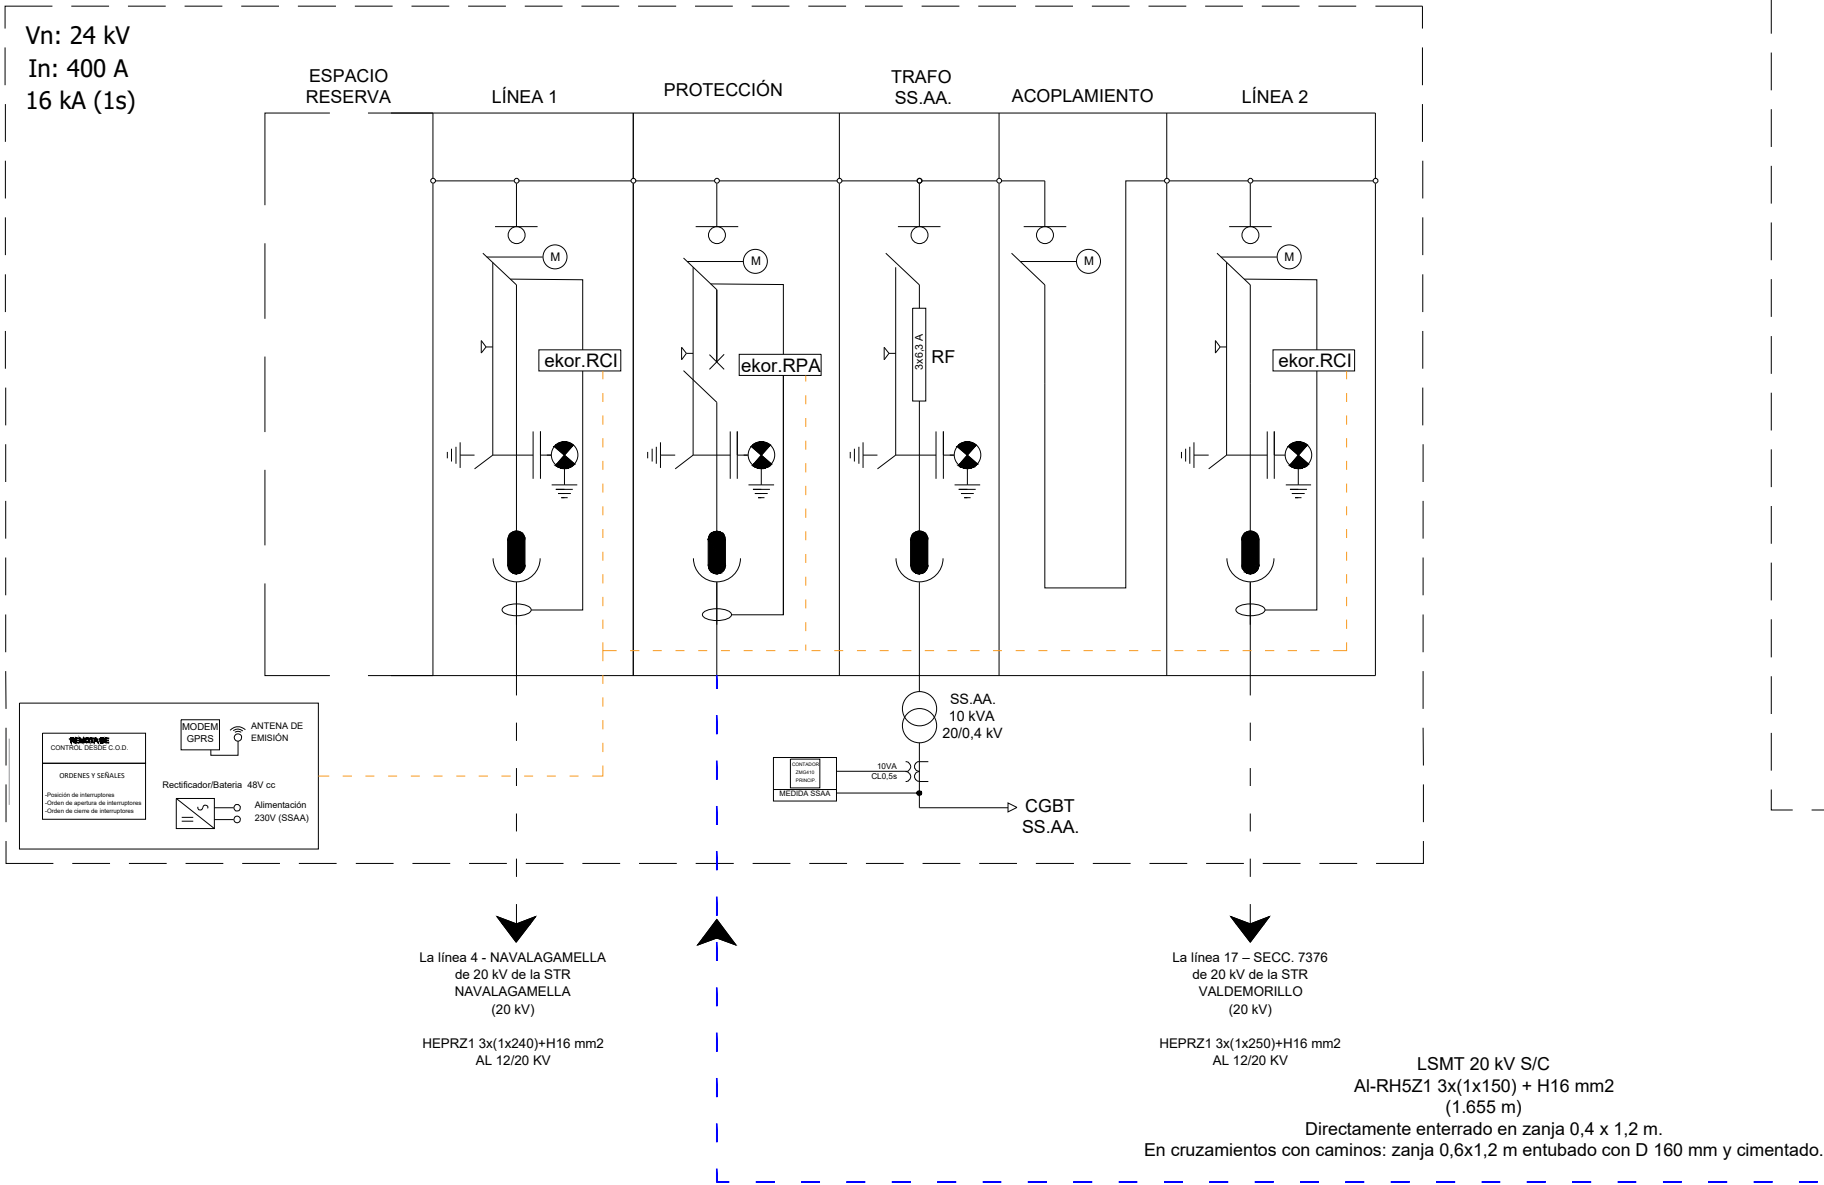 Vn: 24 kV
In: 400 A
16 kA (1s)
ESPACIO
RESERVA
LÍNEA 1
PROTECCIÓN
TRAFO
SS.AA.
ACOPLAMIENTO
LÍNEA 2
M
M
M
M
ekor.RCI
ekor.RPA
3x6,3 A
RF
ekor.RCI
CONTROL DESDE C.O.D.
ORDENES Y SEÑALES
-Posición de interruptores
-Orden de apertura de interruptores
-Orden de cierre de interruptores
MODEM
GPRS
ANTENA DE
EMISIÓN
Rectificador/Bateria 48V cc
Alimentación
230V (SSAA)
SS.AA.
10 kVA
20/0,4 kV
CONTADOR
ZMG410
PRINCIP.
MEDIDA SSAA
10VA
CL0,5s
CGBT
SS.AA.
La línea 4 - NAVALAGAMELLA
de 20 kV de la STR
NAVALAGAMELLA
(20 kV)
HEPRZ1 3x(1x240)+H16 mm2
AL 12/20 KV
La línea 17 – SECC. 7376
de 20 kV de la STR
VALDEMORILLO
(20 kV)
HEPRZ1 3x(1x250)+H16 mm2
AL 12/20 KV
LSMT 20 kV S/C
Al-RH5Z1 3x(1x150) + H16 mm2
(1.655 m)
Directamente enterrado en zanja 0,4 x 1,2 m.
En cruzamientos con caminos: zanja 0,6x1,2 m entubado con D 160 mm y cimentado.